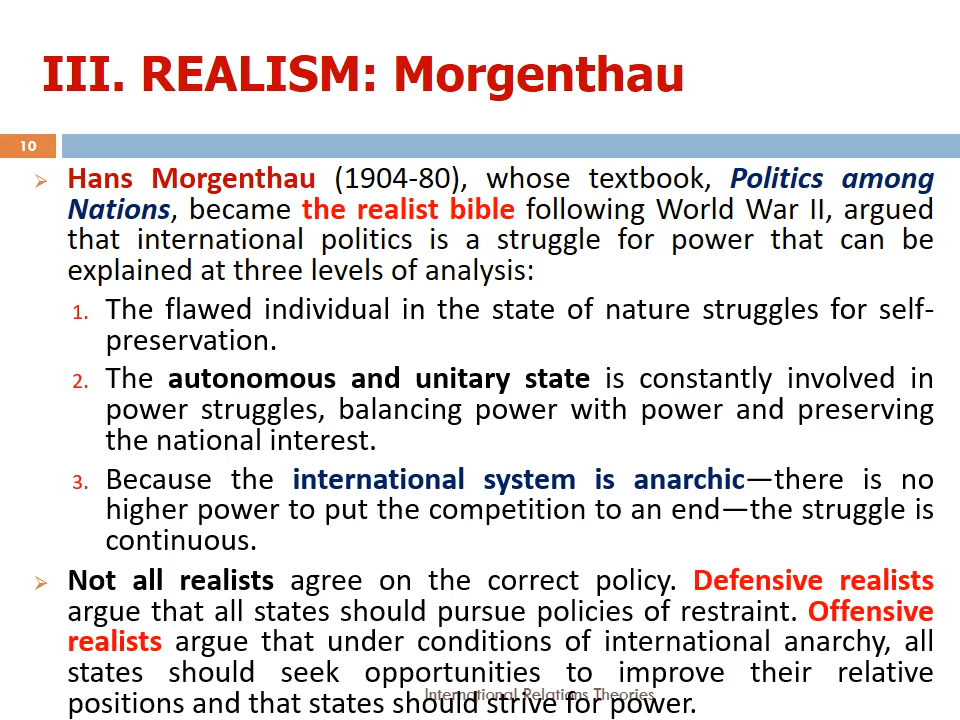 III. REALISM: Morgenthau
10
Hans Morgenthau (1904-80), whose textbook, Politics among
Nations, became the realist bible following World War II, argued
that international politics is a struggle for power that can be
explained at three levels of analysis:
1. The flawed individual in the state of nature struggles for self-
preservation.
2. The autonomous and unitary state is constantly involved in
power struggles, balancing power with power and preserving
the national interest.
3. Because the international system is anarchic—there is no
higher power to put the competition to an end—the struggle is
continuous.
Not all realists agree on the correct policy. Defensive realists
argue that all states should pursue policies of restraint. Offensive
realists argue that under conditions of international anarchy, all
states should seek opportunities to improve their relative
positions and that states should strive for power.
International Relations Theories